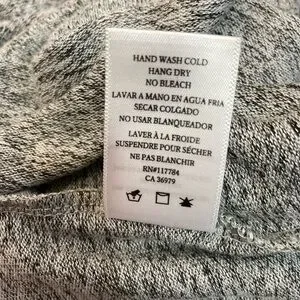 HAND WASH COLD
HANG DRY
NO BLEACH
LAVAR A MANO EN AGUA FRIA
SECAR COLGADO
NO USAR BLANQUEADOR
LAVER À LA FROIDE
SUSPENDRE POUR SÉCHER
NE PAS BLANCHIR
RN#117784
CA 36979